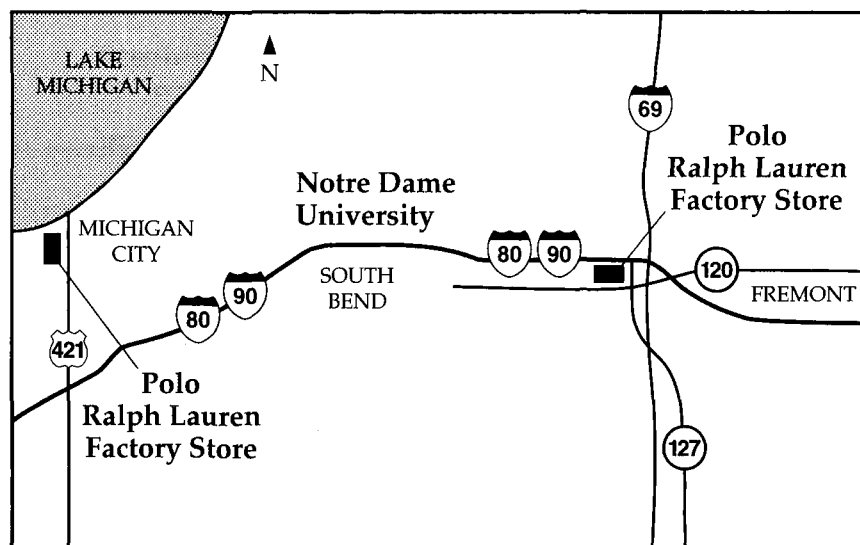 LAKE
MICHIGAN
N
69
Polo
Ralph Lauren
Factory Store
Notre Dame
University
MICHIGAN
CITY
80 90
SOUTH
BEND
80 90
120
FREMONT
421
Polo
Ralph Lauren
Factory Store
127